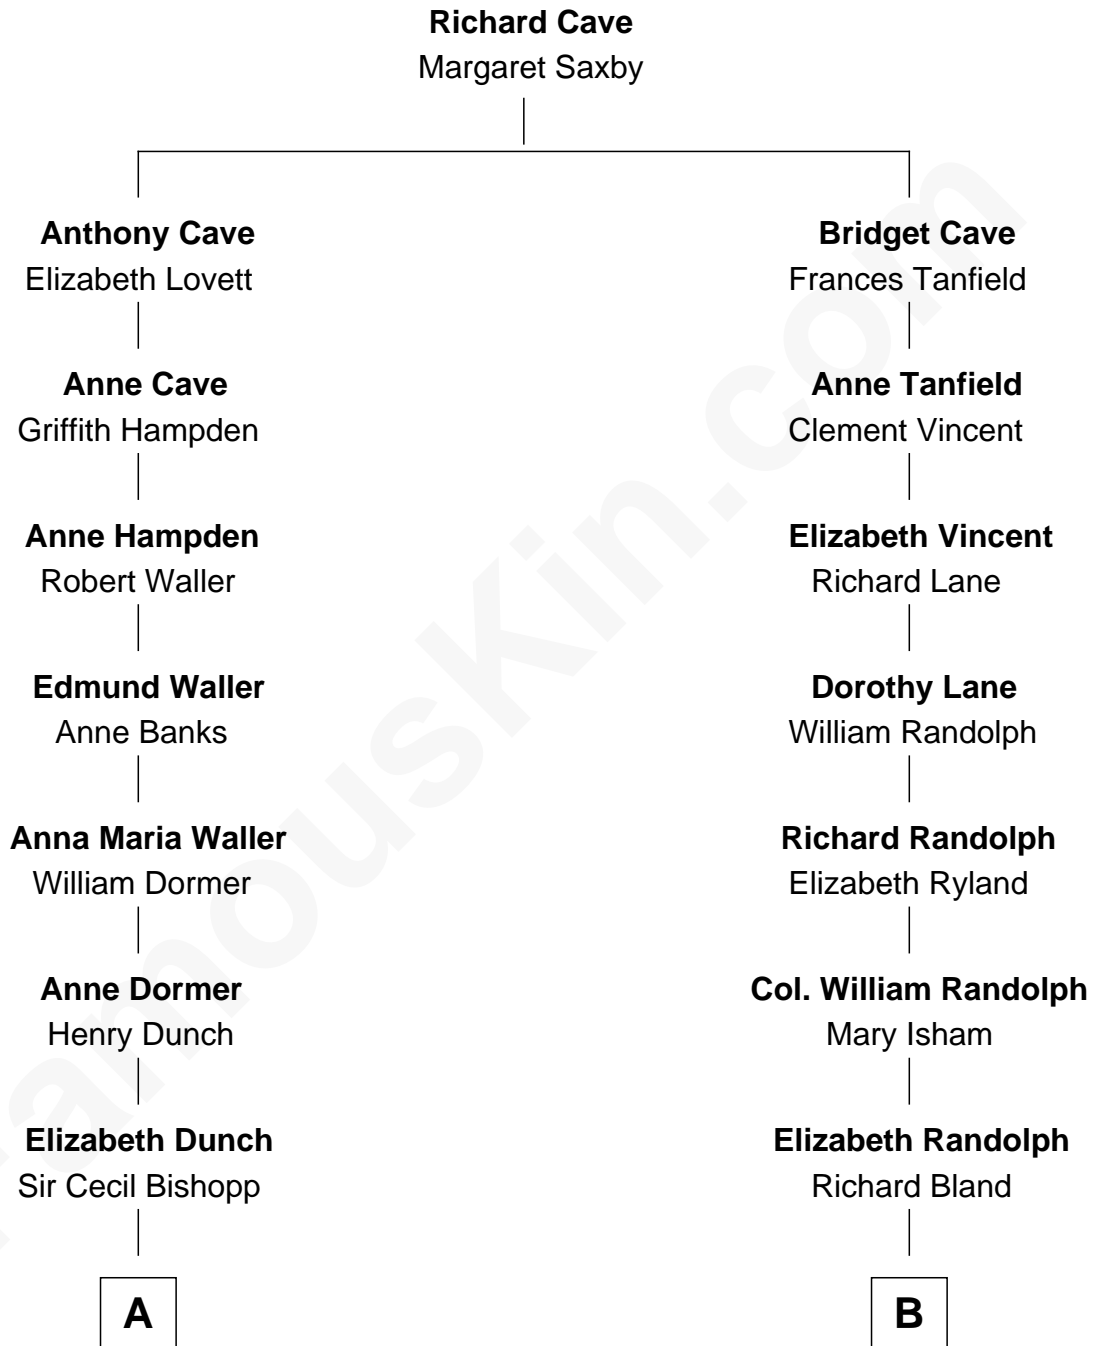 Richard Cave
Margaret Saxby
Anthony Cave
Elizabeth Lovett
Bridget Cave
Frances Tanfield
Anne Cave
Griffith Hampden
Anne Tanfield
Clement Vincent
Anne Hampden
Robert Waller
Elizabeth Vincent
Richard Lane
Edmund Waller
Anne Banks
Dorothy Lane
William Randolph
Anna Maria Waller
William Dormer
Richard Randolph
Elizabeth Ryland
Anne Dormer
Henry Dunch
Col. William Randolph
Mary Isham
Elizabeth Dunch
Sir Cecil Bishopp
Elizabeth Randolph
Richard Bland
A
B
FamousKin.com